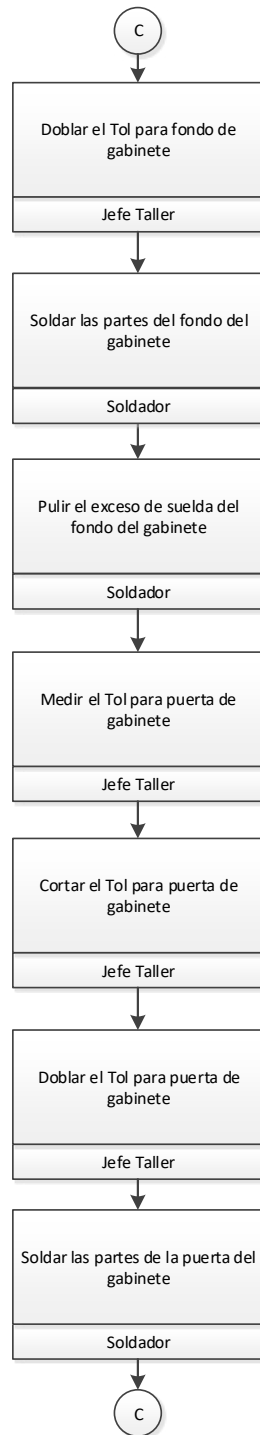 C
Doblar el Tol para fondo de
gabinete
Jefe Taller
Soldar las partes del fondo del
gabinete
Soldador
Pulir el exceso de suelda del
fondo del gabinete
Soldador
Medir el Tol para puerta de
gabinete
Jefe Taller
Cortar el Tol para puerta de
gabinete
Jefe Taller
Doblar el Tol para puerta de
gabinete
Jefe Taller
Soldar las partes de la puerta del
gabinete
Soldador
C